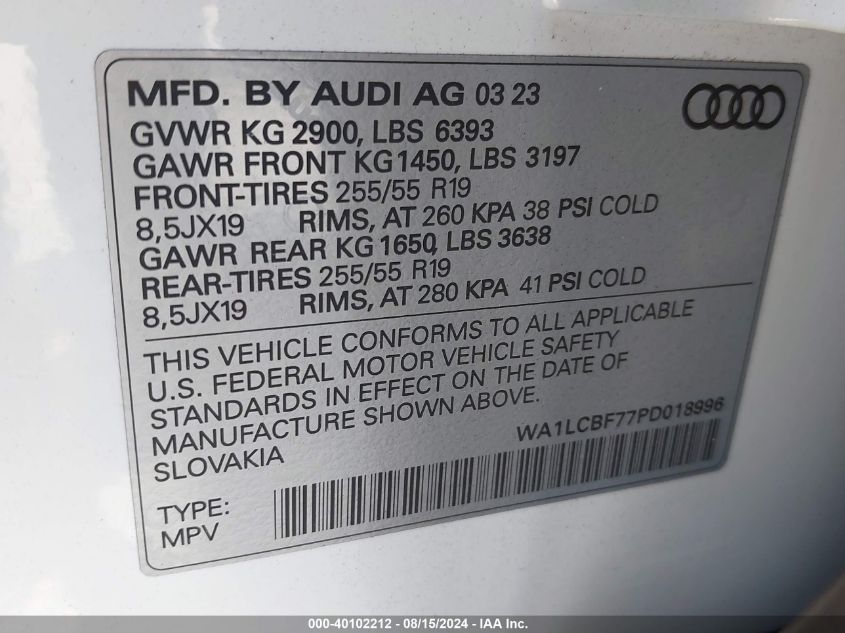 MFD. BY AUDI AG 03 23
GVWR KG 2900, LBS 6393
GAWR FRONT KG 1450, LBS 3197
FRONT-TIRES 255/55 R19
8,5JX19 RIMS, AT 260 KPA 38 PSI COLD
GAWR REAR KG 1650, LBS 3638
REAR-TIRES 255/55 R19
8,5JX19 RIMS, AT 280 KPA 41 PSI COLD
THIS VEHICLE CONFORMS TO ALL APPLICABLE
U.S. FEDERAL MOTOR VEHICLE SAFETY
STANDARDS IN EFFECT ON THE DATE OF
MANUFACTURE SHOWN ABOVE.
SLOVAKIA
WA1LCBF77PD018996
TYPE:
MPV
000-40102212 - 08/15/2024 - IAA Inc.